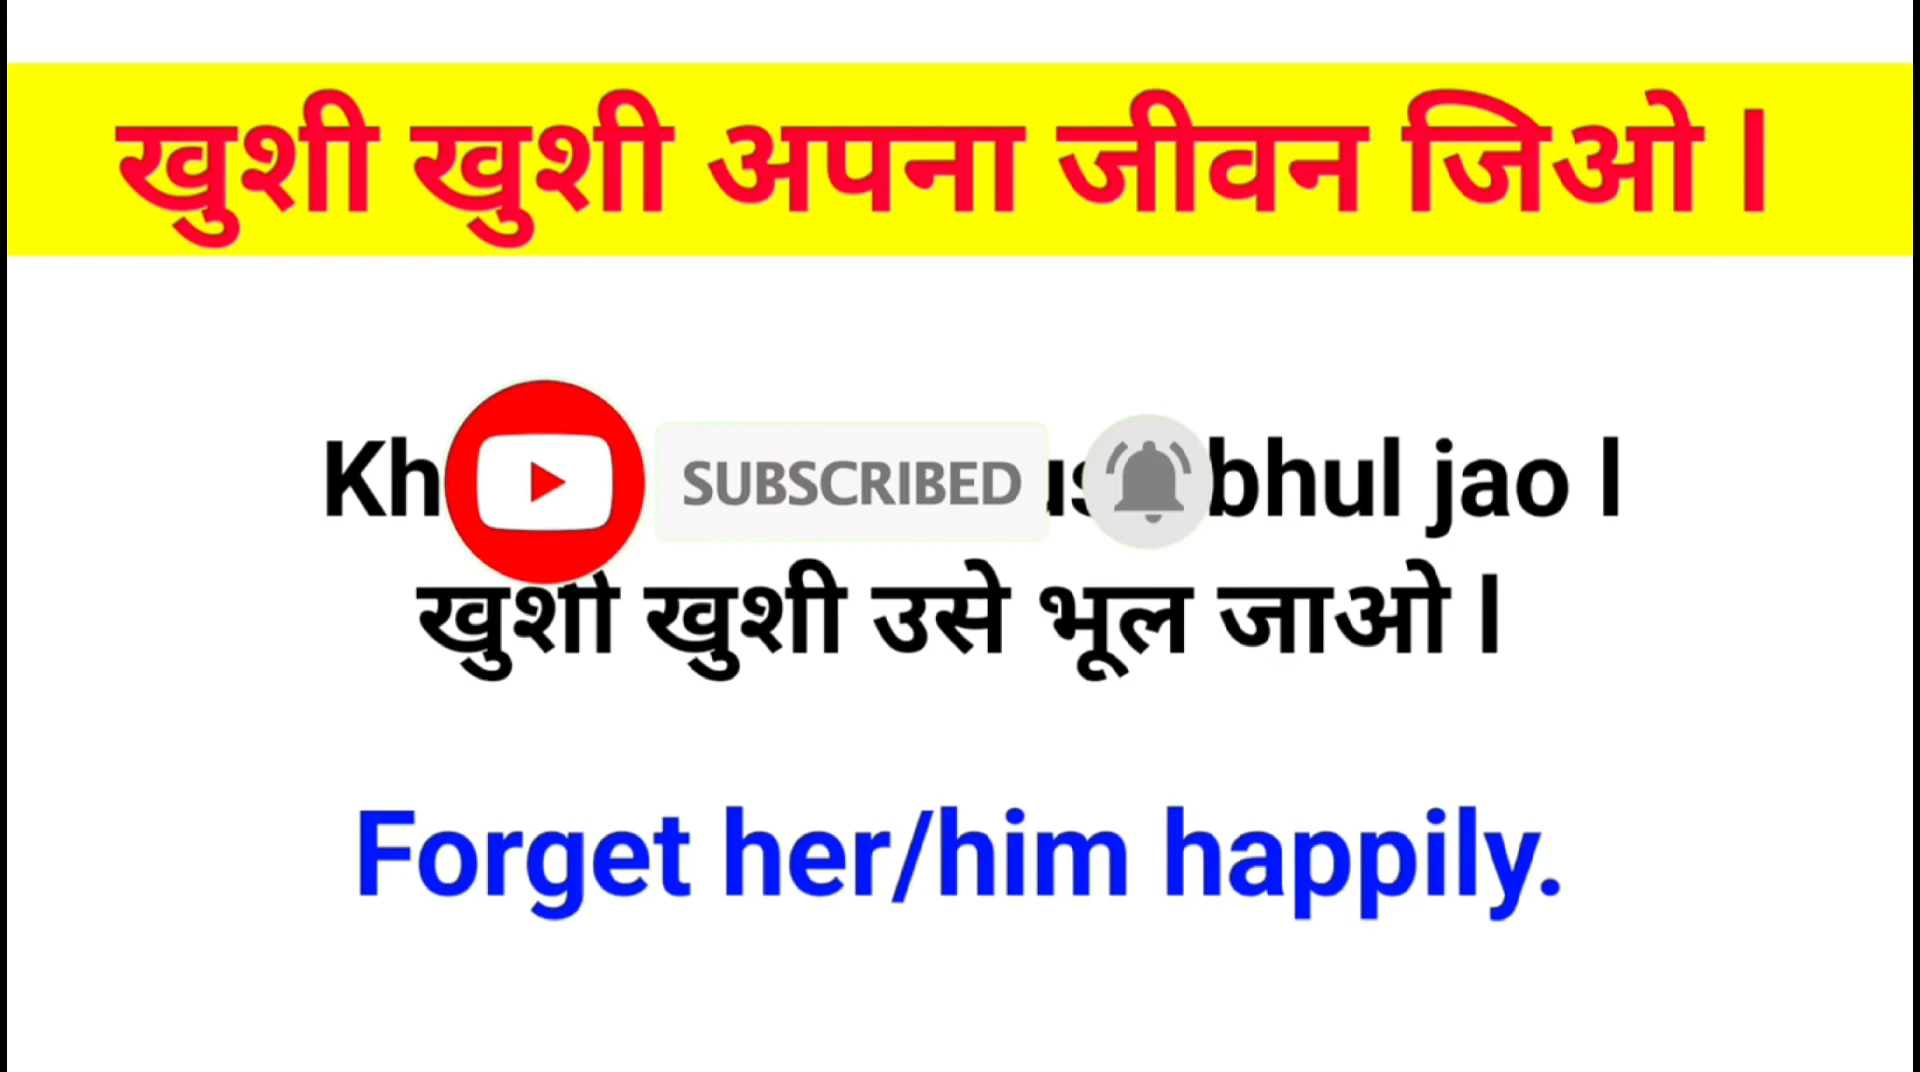 खुशी खुशी अपना जीवन जिओ l
SUBSCRIBED bhul jao l
खुशी खुशी उसे भूल जाओ l
Forget her/him happily.